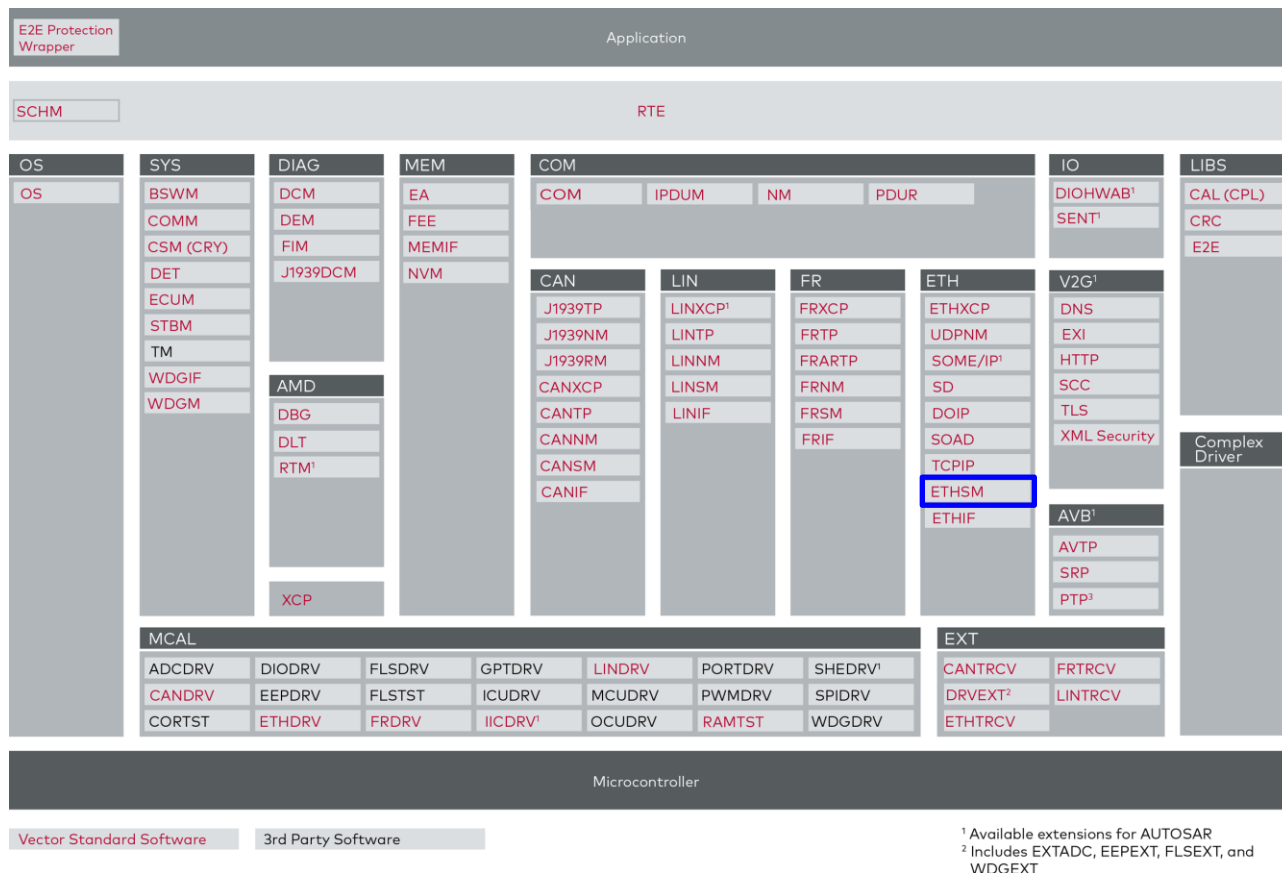 E2E Protection
Wrapper
Application
SCHM
RTE
OS
OS
SYS
BSWM
COMM
CSM (CRY)
DET
ECUM
STBM
TM
WDGIF
WDGM
DIAG
DCM
DEM
FIM
J1939DCM
AMD
DBG
DLT
RTM¹
XCP
MEM
EA
FEE
MEMIF
NVM
COM
COM IPDUM NM PDUR
CAN
J1939TP
J1939NM
J1939RM
CANXCP
CANTP
CANNM
CANSM
CANIF
LIN
LINXCP¹
LINTP
LINNM
LINSM
LINIF
FR
FRXCP
FRTP
FRARTP
FRNM
FRSM
FRIF
ETH
ETHXCP
UDPNM
SOME/IP¹
SD
DOIP
SOAD
TCPIP
ETHSM
ETHIF
IO
DIOHWAB¹
SENT¹
V2G¹
DNS
EXI
HTTP
SCC
TLS
XML Security
AVB¹
AVTP
SRP
PTP³
LIBS
CAL (CPL)
CRC
E2E
Complex
Driver
MCAL
ADCDRV DIODRV FLSDRV GPTDRV LINDRV PORTDRV SHEDRV¹
CANDRV EEPDRV FLSTST ICUDRV MCUDRV PWMDRV SPIDRV
CORTST ETHDRV FRDRV IICDRV¹ OCUDRV RAMTST WDGDRV
EXT
CANTRCV FRTRCV
DRVEXT² LINTRCV
ETHTRCV
Microcontroller
Vector Standard Software 3rd Party Software
¹ Available extensions for AUTOSAR
² Includes EXTADC, EEPEXT, FLSEXT, and
WDGEXT